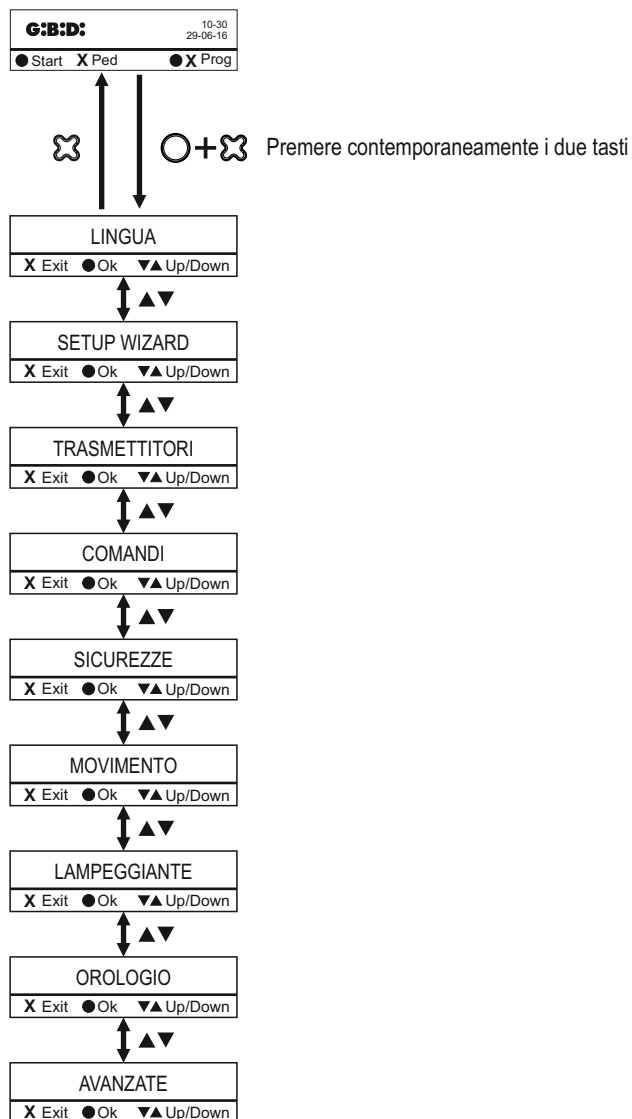 G:B:D: 10-30
29-06-16
● Start X Ped ● X Prog
Premere contemporaneamente i due tasti
LINGUA
X Exit ● Ok ▼▲ Up/Down
SETUP WIZARD
X Exit ● Ok ▼▲ Up/Down
TRASMETTITORI
X Exit ● Ok ▼▲ Up/Down
COMANDI
X Exit ● Ok ▼▲ Up/Down
SICUREZZE
X Exit ● Ok ▼▲ Up/Down
MOVIMENTO
X Exit ● Ok ▼▲ Up/Down
LAMPEGGIANTE
X Exit ● Ok ▼▲ Up/Down
OROLOGIO
X Exit ● Ok ▼▲ Up/Down
AVANZATE
X Exit ● Ok ▼▲ Up/Down